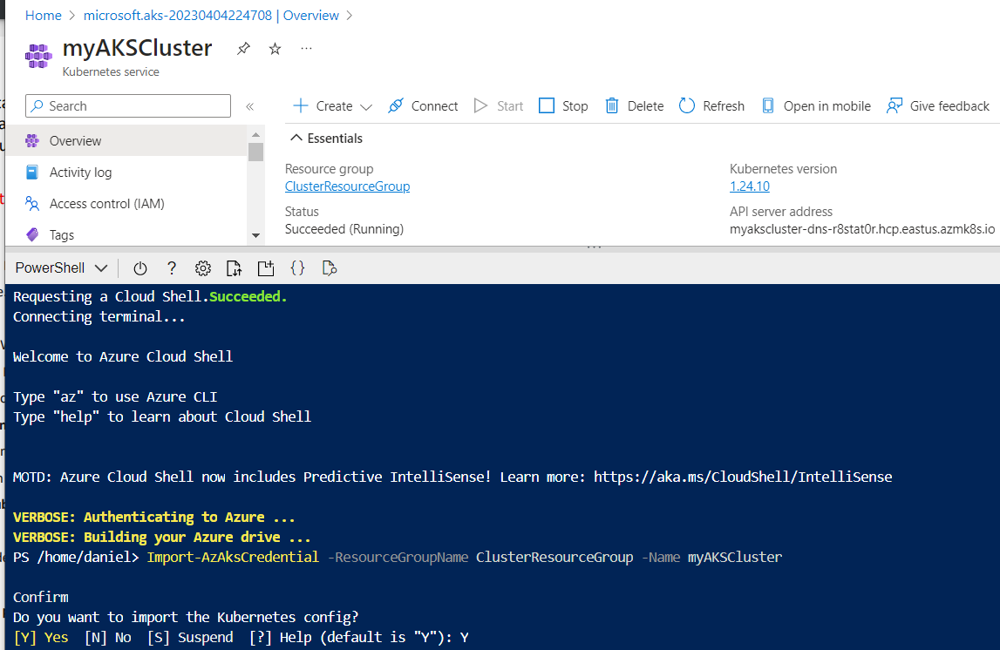 Home > microsoft.aks-20230404224708 | Overview >
myAKSCluster
Kubernetes service
Search
Create
Connect
Start
Stop
Delete
Refresh
Open in mobile
Give feedback
Overview
Activity log
Access control (IAM)
Tags
Essentials
Resource group
ClusterResourceGroup
Status
Succeeded (Running)
Kubernetes version
1.24.10
API server address
myakscluster-dns-r8stat0r.hcp.eastus.azmk8s.io
PowerShell
Requesting a Cloud Shell.Succeeded.
Connecting terminal...
Welcome to Azure Cloud Shell
Type "az" to use Azure CLI
Type "help" to learn about Cloud Shell
MOTD: Azure Cloud Shell now includes Predictive IntelliSense! Learn more: https://aka.ms/CloudShell/IntelliSense
VERBOSE: Authenticating to Azure ...
VERBOSE: Building your Azure drive ...
PS /home/daniel> Import-AzAksCredential -ResourceGroupName ClusterResourceGroup -Name myAKSCluster
Confirm
Do you want to import the Kubernetes config?
[Y] Yes [N] No [S] Suspend [?] Help (default is "Y"): Y